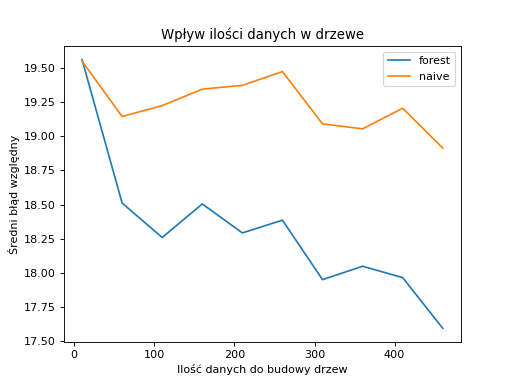 Wpływ ilości danych w drzewe
forest
naive
19.50
19.25
19.00
18.75
18.50
18.25
18.00
17.75
17.50
Średni błąd względny
0
100
200
300
400
Ilość danych do budowy drzew